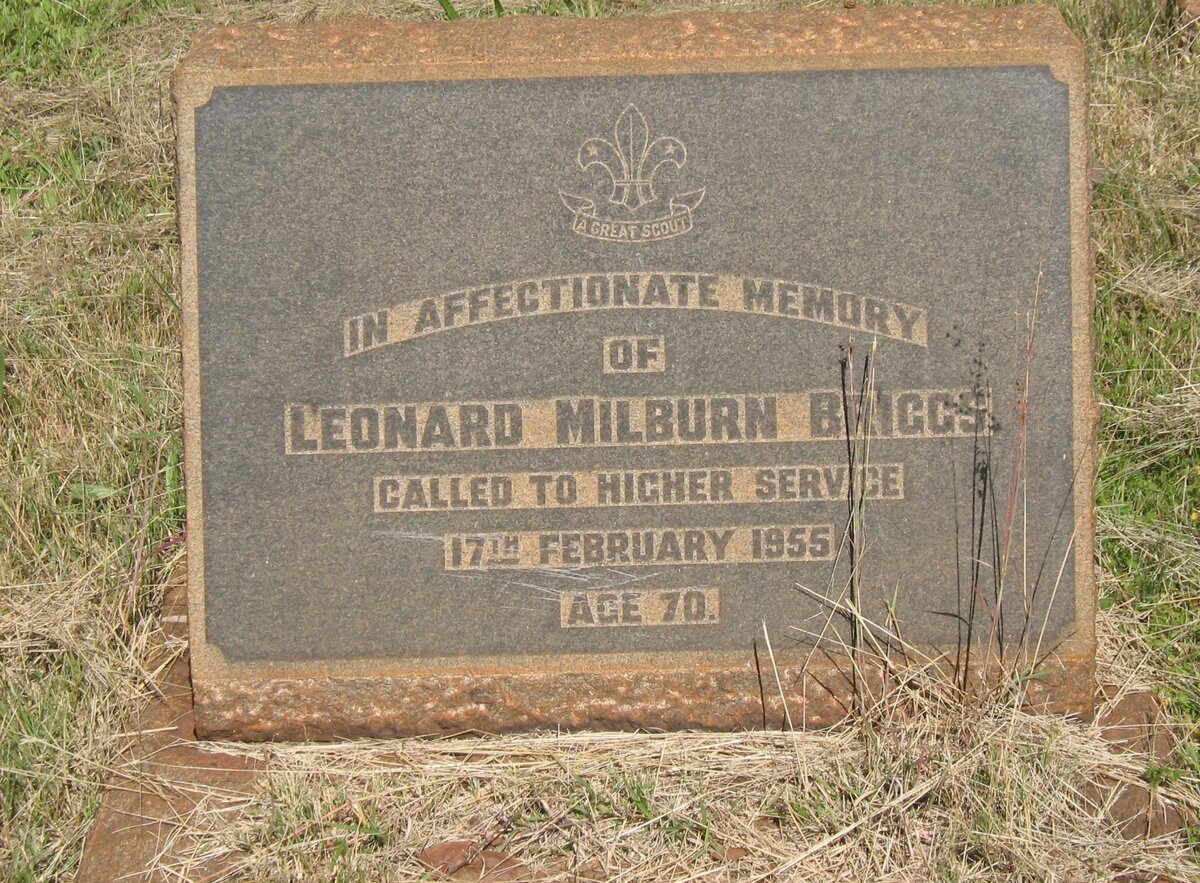 A GREAT SCOUT
IN AFFECTIONATE MEMORY
OF
LEONARD MILBURN BRIGGS.
CALLED TO HIGHER SERVICE
17TH FEBRUARY 1955
AGE 70.